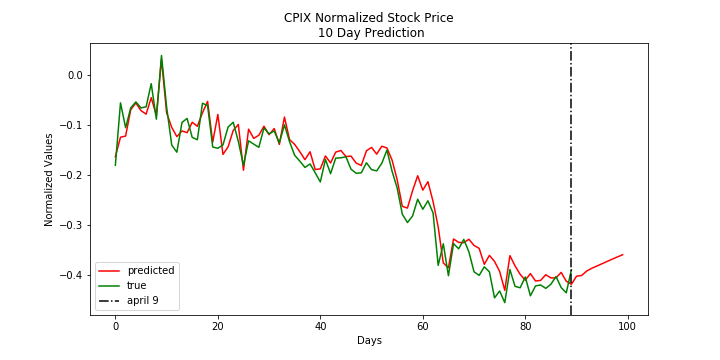 CPIX Normalized Stock Price
10 Day Prediction
Normalized Values
0.0
−0.1
−0.2
−0.3
−0.4
predicted
true
april 9
0 20 40 60 80 100
Days